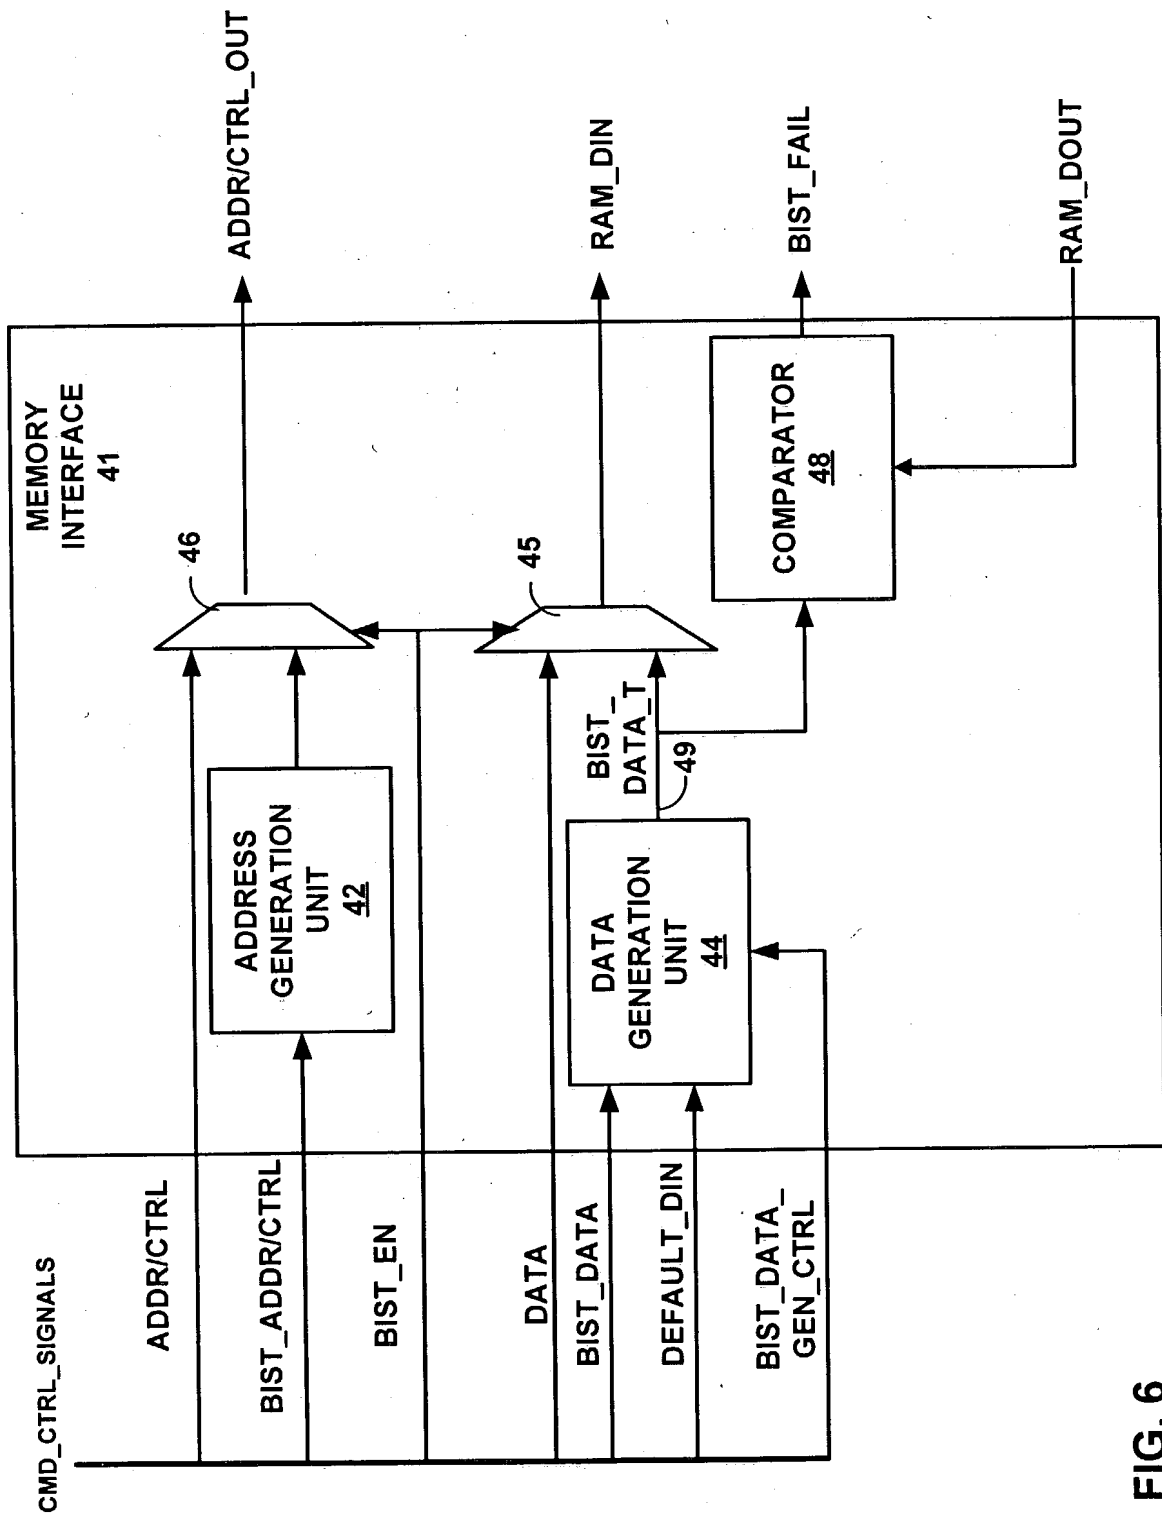 CMD_CTRL_SIGNALS
ADDR/CTRL
BIST_ADDR/CTRL
BIST_EN
DATA
BIST_DATA
DEFAULT_DIN
BIST_DATA_
GEN_CTRL
MEMORY
INTERFACE
41
ADDRESS
GENERATION
UNIT
42
46
ADDR/CTRL_OUT
DATA
GENERATION
UNIT
44
BIST_
DATA_T
49
45
RAM_DIN
COMPARATOR
48
BIST_FAIL
RAM_DOUT
FIG. 6